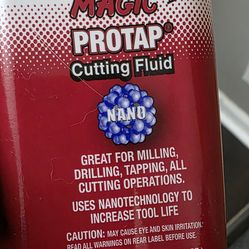 MAGIC
PROTAP®
Cutting Fluid
NANO
GREAT FOR MILLING,
DRILLING, TAPPING, ALL
CUTTING OPERATIONS.
USES NANOTECHNOLOGY TO
INCREASE TOOL LIFE
CAUTION: MAY CAUSE EYE AND SKIN IRRITATION.
READ ALL WARNINGS ON REAR LABEL BEFORE USE.